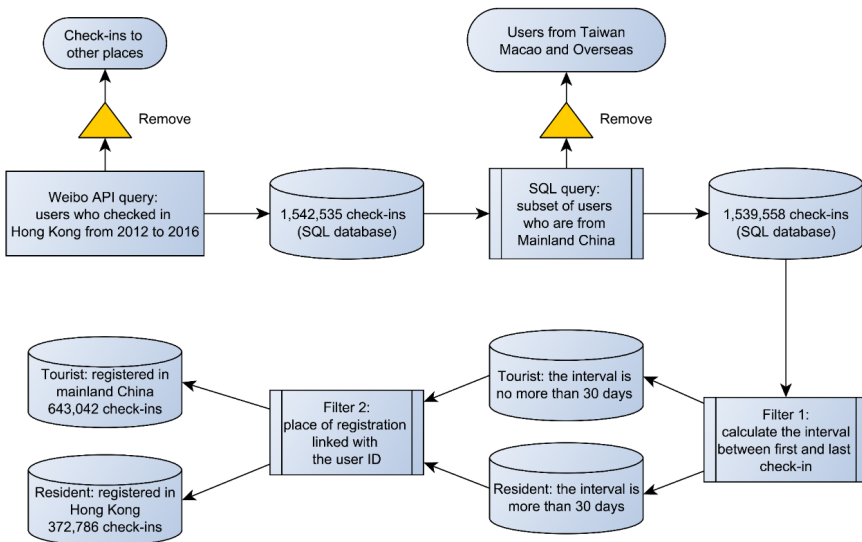 Check-ins to
other places
Remove
Users from Taiwan
Macao and Overseas
Remove
Weibo API query:
users who checked in
Hong Kong from 2012 to 2016
1,542,535 check-ins
(SQL database)
SQL query:
subset of users
who are from
Mainland China
1,539,558 check-ins
(SQL database)
Filter 1:
calculate the interval
between first and last
check-in
Tourist: the interval is
no more than 30 days
Resident: the interval is
more than 30 days
Filter 2:
place of registration
linked with
the user ID
Tourist: registered in
mainland China
643,042 check-ins
Resident: registered in
Hong Kong
372,786 check-ins